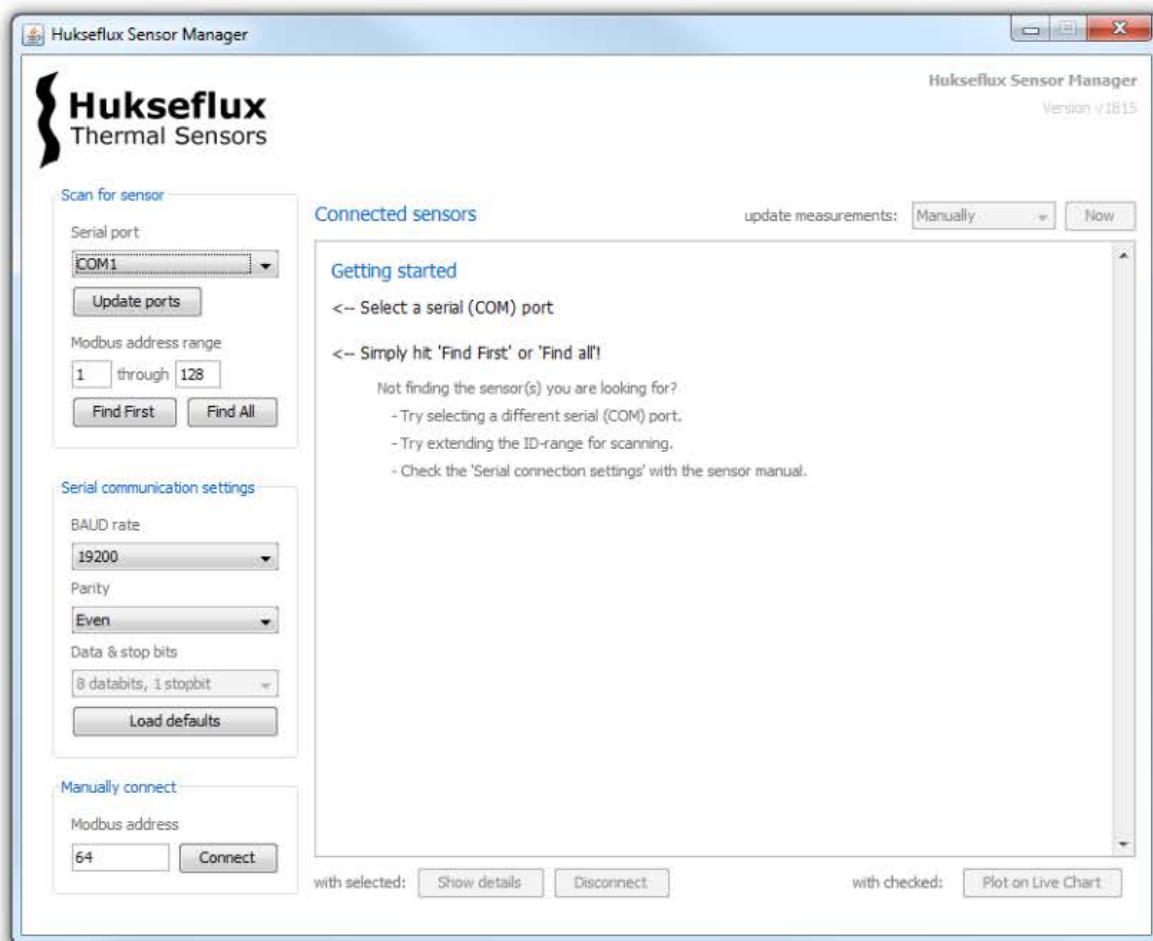 Hukseflux Sensor Manager
Hukseflux
Thermal Sensors
Hukseflux Sensor Manager
Version v1815
Scan for sensor
Serial port
COM1
Update ports
Modbus address range
1 through 128
Find First Find All
Serial communication settings
BAUD rate
19200
Parity
Even
Data & stop bits
8 databits, 1 stopbit
Load defaults
Manually connect
Modbus address
64 Connect
Connected sensors update measurements: Manually Now
Getting started
<-- Select a serial (COM) port
<-- Simply hit 'Find First' or 'Find all'!
Not finding the sensor(s) you are looking for?
- Try selecting a different serial (COM) port.
- Try extending the ID-range for scanning.
- Check the 'Serial connection settings' with the sensor manual.
with selected: Show details Disconnect with checked: Plot on Live Chart